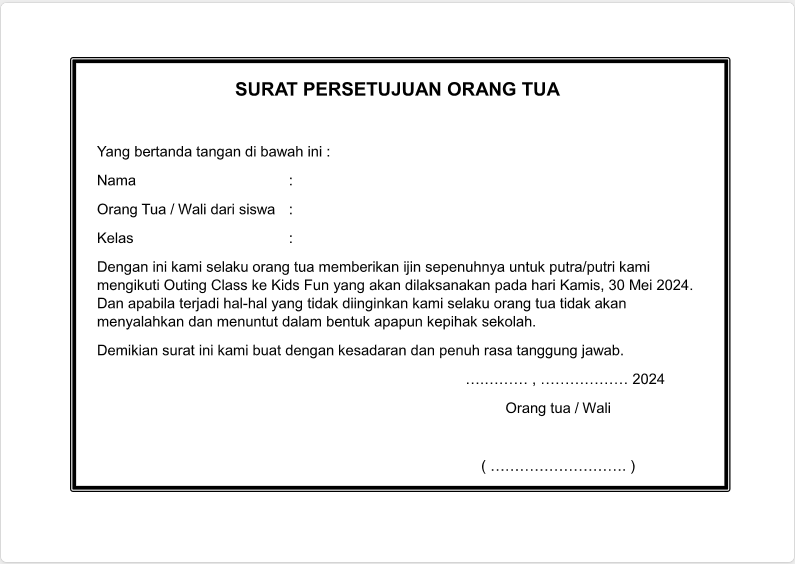 SURAT PERSETUJUAN ORANG TUA
Yang bertanda tangan di bawah ini :
Nama :
Orang Tua / Wali dari siswa :
Kelas :
Dengan ini kami selaku orang tua memberikan ijin sepenuhnya untuk putra/putri kami
mengikuti Outing Class ke Kids Fun yang akan dilaksanakan pada hari Kamis, 30 Mei 2024.
Dan apabila terjadi hal-hal yang tidak diinginkan kami selaku orang tua tidak akan
menyalahkan dan menuntut dalam bentuk apapun kepihak sekolah.
Demikian surat ini kami buat dengan kesadaran dan penuh rasa tanggung jawab.
…………. , ……………… 2024
Orang tua / Wali
( ………………………. )